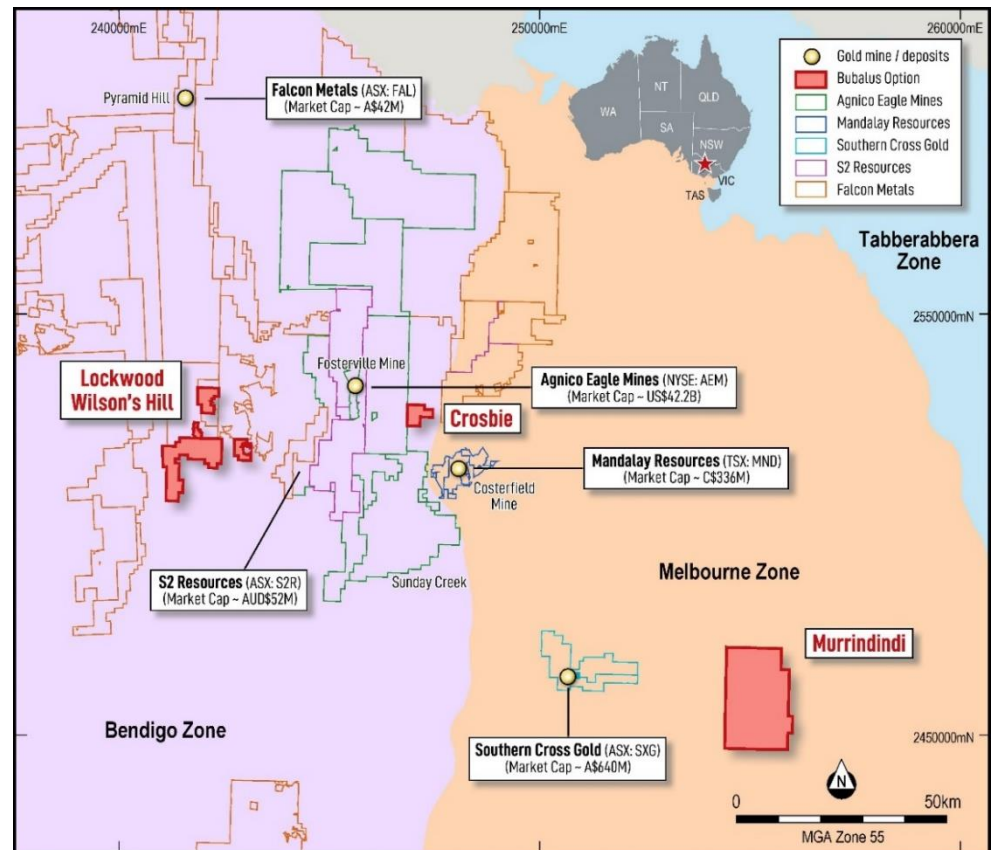 240000mE
250000mE
260000mE
Pyramid Hill
Falcon Metals (ASX: FAL)
(Market Cap ~ A$42M)
WA
NT
QLD
SA
NSW
VIC
TAS
Gold mine / deposits
Bubalus Option
Agnico Eagle Mines
Mandalay Resources
Southern Cross Gold
S2 Resources
Falcon Metals
Tabberabbera
Zone
2550000mN
Lockwood
Wilson's Hill
Fosterville Mine
Agnico Eagle Mines (NYSE: AEM)
(Market Cap ~ US$42.2B)
Crosbie
Mandalay Resources (TSX: MND)
(Market Cap ~ C$336M)
Costerfield
Mine
S2 Resources (ASX: S2R)
(Market Cap ~ AUD$52M)
Sunday Creek
Melbourne Zone
Murrindindi
Bendigo Zone
Southern Cross Gold (ASX: SXG)
(Market Cap ~ A$640M)
2450000mN
N
0
50km
MGA Zone 55